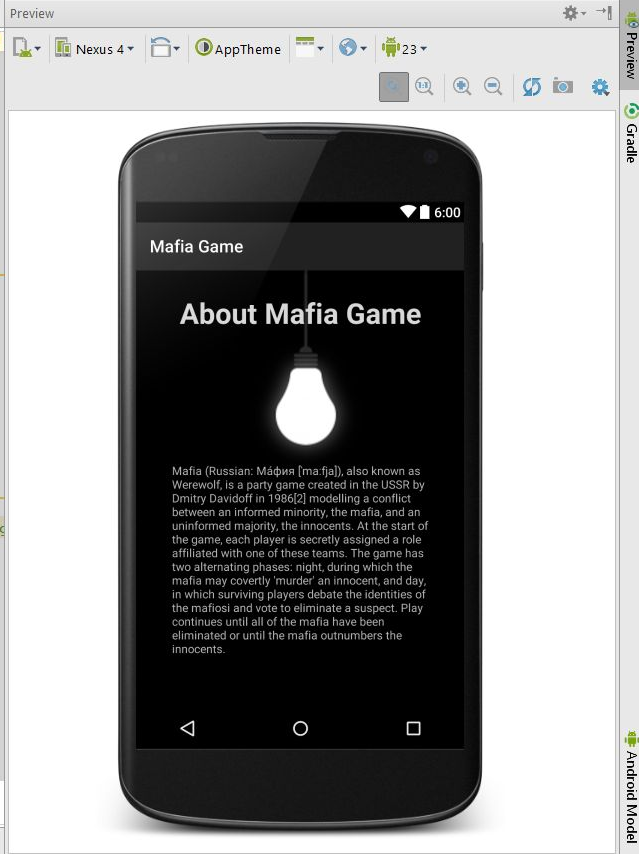 Preview
Nexus 4
AppTheme
23
1:1
Preview
Gradle
6:00
Mafia Game
About Mafia Game
Mafia (Russian: Ма́фия ['ma:fja]), also known as
Werewolf, is a party game created in the USSR by
Dmitry Davidoff in 1986[2] modelling a conflict
between an informed minority, the mafia, and an
uninformed majority, the innocents. At the start of
the game, each player is secretly assigned a role
affiliated with one of these teams. The game has
two alternating phases: night, during which the
mafia may covertly 'murder' an innocent, and day,
in which surviving players debate the identities of
the mafiosi and vote to eliminate a suspect. Play
continues until all of the mafia have been
eliminated or until the mafia outnumbers the
innocents.
Android Model